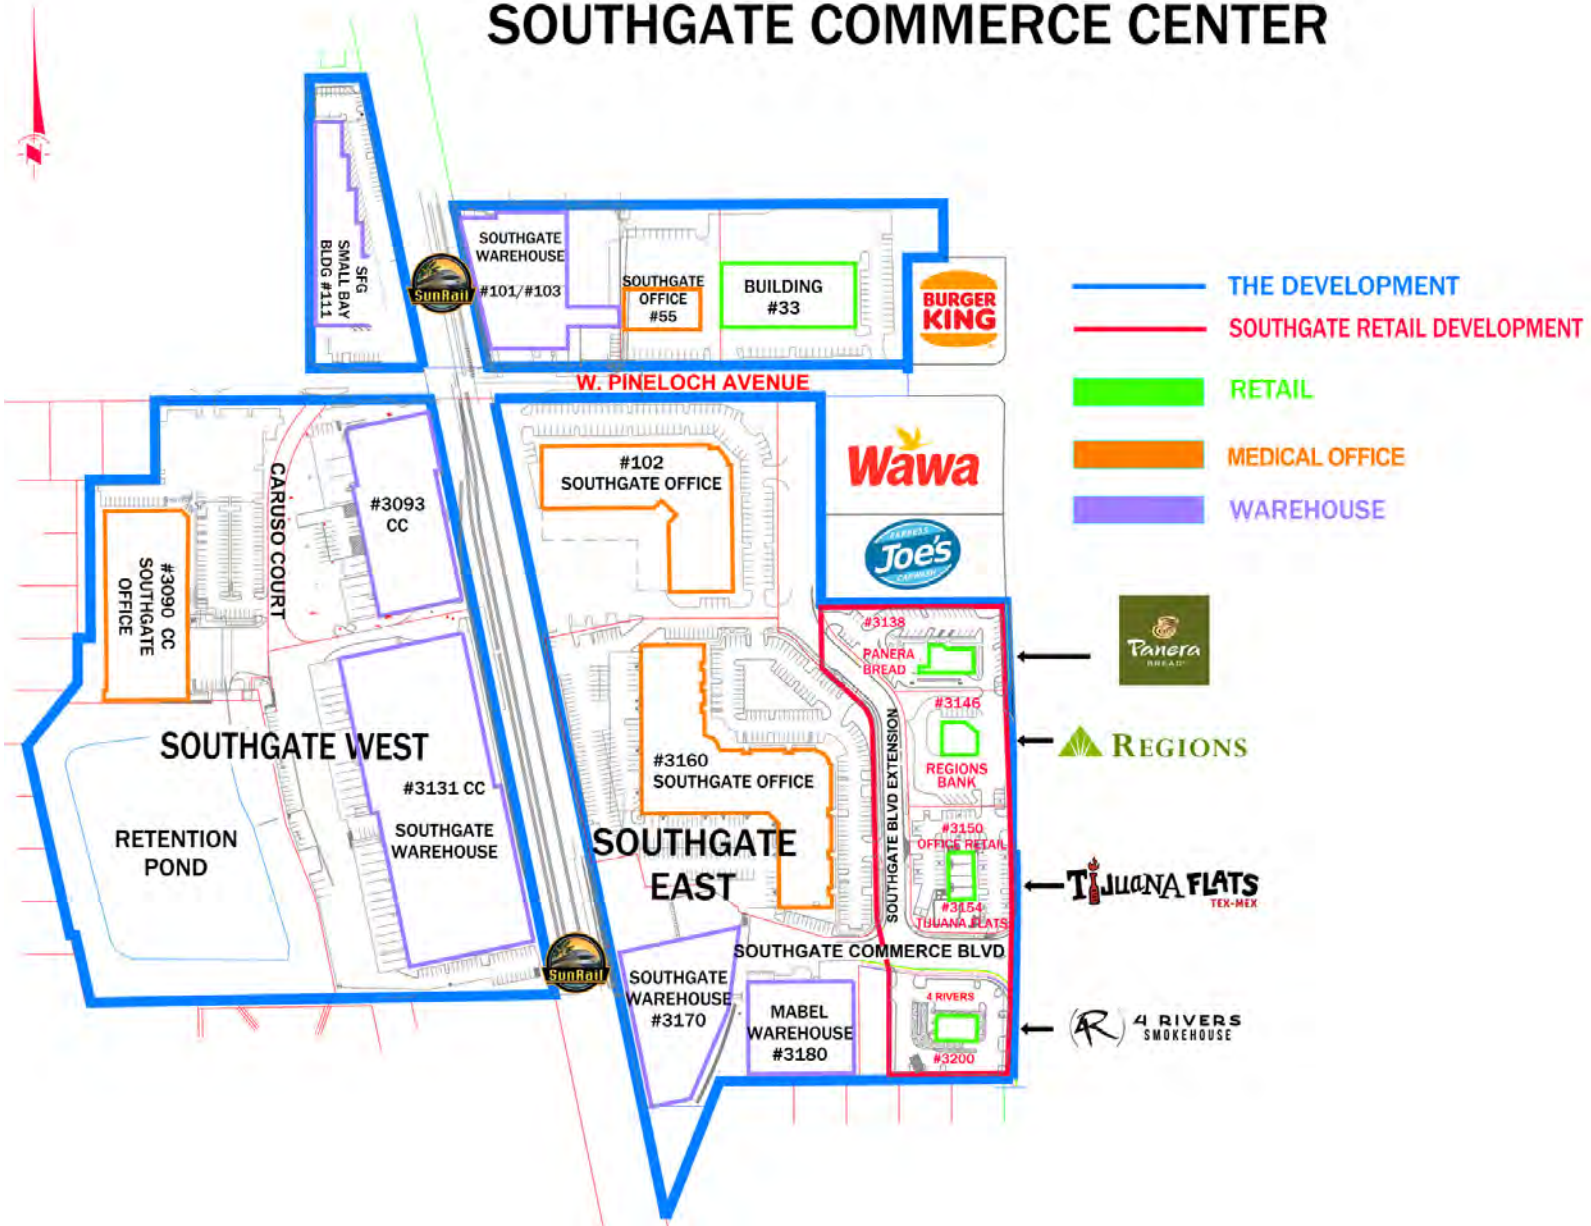 SOUTHGATE COMMERCE CENTER
SFG
SMALL BAY
BLDG #111
SunRail
SOUTHGATE
WAREHOUSE
#101/#103
SOUTHGATE
OFFICE
#55
BUILDING
#33
BURGER
KING
THE DEVELOPMENT
SOUTHGATE RETAIL DEVELOPMENT
RETAIL
MEDICAL OFFICE
WAREHOUSE
W. PINELOCH AVENUE
CARUSO COURT
#3093
CC
#102
SOUTHGATE OFFICE
Wawa
FABULOUS
Joe's
CARWASH
#3090 CC
SOUTHGATE
OFFICE
#3138
PANERA
BREAD
Panera
BREAD
#3146
REGIONS
BANK
REGIONS
SOUTHGATE WEST
#3131 CC
SOUTHGATE
WAREHOUSE
RETENTION
POND
#3160
SOUTHGATE OFFICE
SOUTHGATE
EAST
SOUTHGATE BLVD EXTENSION
#3150
OFFICE RETAIL
#3154
TIJUANA FLATS
TIJUANA FLATS
TEX-MEX
SOUTHGATE COMMERCE BLVD
SunRail
SOUTHGATE
WAREHOUSE
#3170
MABEL
WAREHOUSE
#3180
4 RIVERS
#3200
4R
4 RIVERS
SMOKEHOUSE